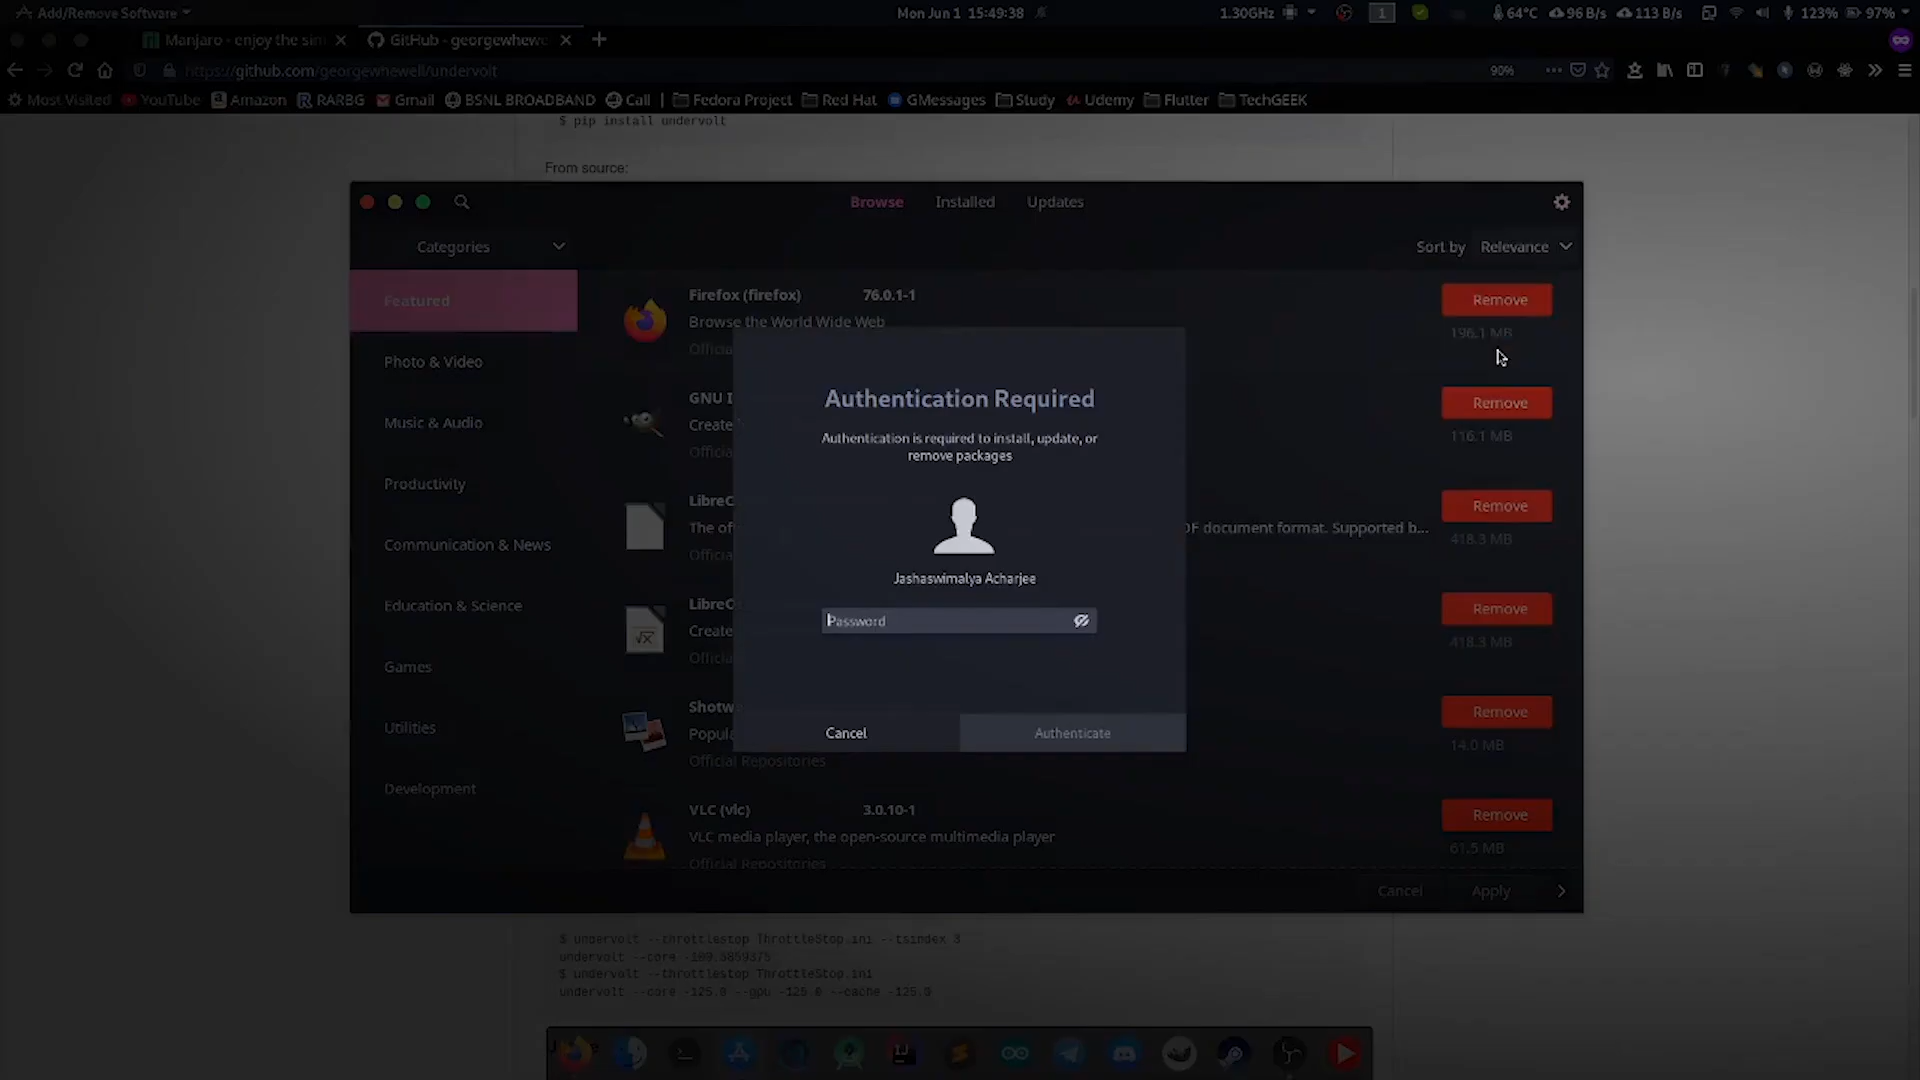 Add/Remove Software
Mon Jun 1 15:49:38
1.30GHz
1
64°C
96 B/s
113 B/s
123%
97%
Manjaro - enjoy the sim
GitHub - georgewhewe
https://github.com/georgewhewell/undervolt
90%
Most Visited
YouTube
Amazon
RARBG
Gmail
BSNL BROADBAND
Call
Fedora Project
Red Hat
GMessages
Study
Udemy
Flutter
TechGEEK
$ pip install undervolt
From source:
Browse
Installed
Updates
Categories
Sort by Relevance
Featured
Photo & Video
Music & Audio
Productivity
Communication & News
Education & Science
Games
Utilities
Development
Firefox (firefox) 76.0.1-1
Browse the World Wide Web
Officia
Remove
196.1 MB
GNU I
Create
Officia
Remove
116.1 MB
LibreC
The of
DF document format. Supported b...
Officia
Remove
418.3 MB
LibreC
Create
Officia
Remove
418.3 MB
Shotw
Popula
Official Repositories
Remove
14.0 MB
VLC (vlc) 3.0.10-1
VLC media player, the open-source multimedia player
Official Repositories
Remove
61.5 MB
Authentication Required
Authentication is required to install, update, or
remove packages
Jashaswimalya Acharjee
Password
Cancel
Authenticate
Cancel
Apply
$ undervolt --throttlestop ThrottleStop.ini --tsindex 3
undervolt --core -109.5859375
$ undervolt --throttlestop ThrottleStop.ini
undervolt --core -125.0 --gpu -125.0 --cache -125.0
IJ